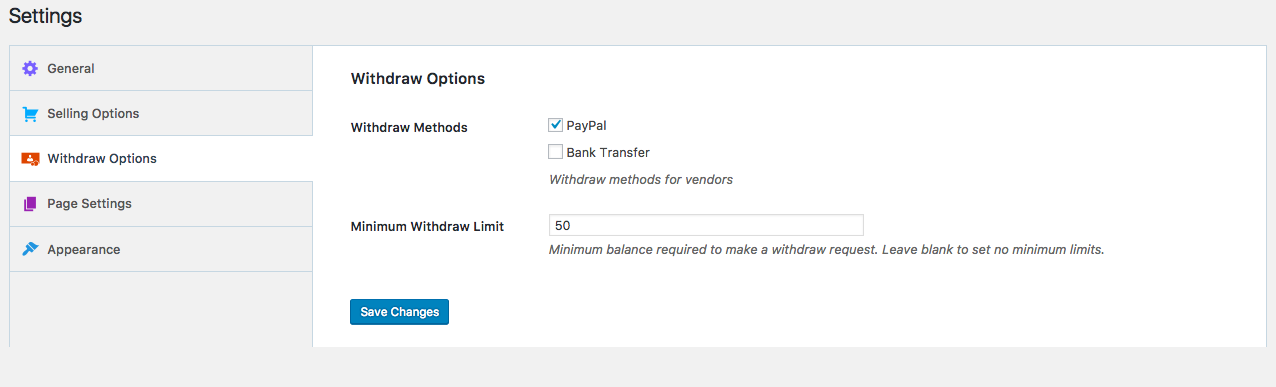 Settings
General
Selling Options
Withdraw Options
Page Settings
Appearance
Withdraw Options
Withdraw Methods
PayPal
Bank Transfer
Withdraw methods for vendors
Minimum Withdraw Limit
50
Minimum balance required to make a withdraw request. Leave blank to set no minimum limits.
Save Changes